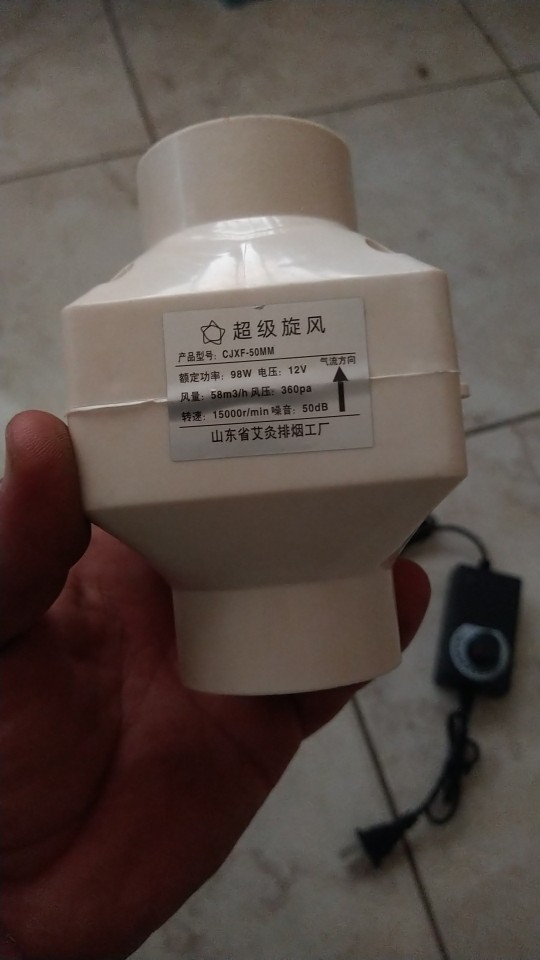 超级旋风
产品型号: CJXF-50MM
气流方向
额定功率: 98W 电压: 12V
风量: 58m3/h 风压: 360pa
转速: 15000r/min 噪音: 50dB
山东省艾灸排烟工厂